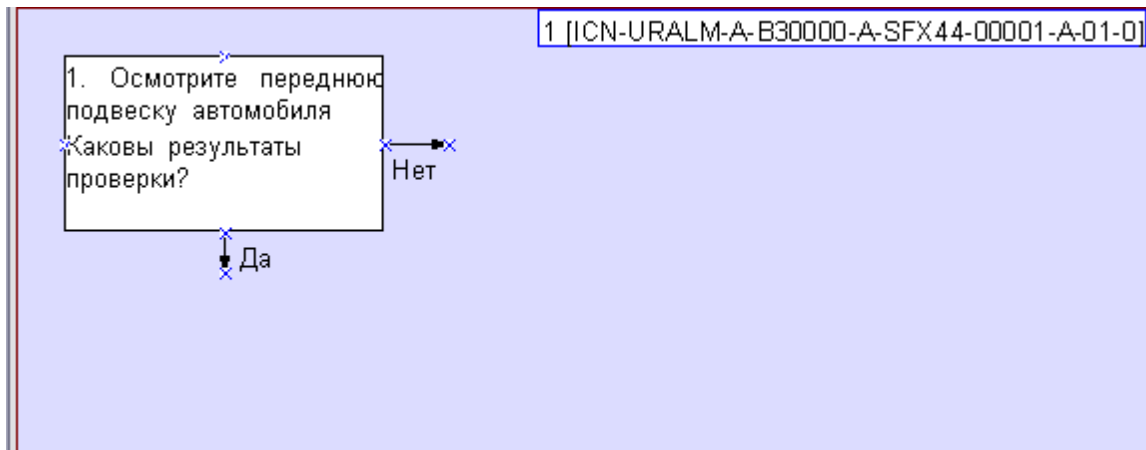 1 [ICN-URALM-A-B30000-A-SFX44-00001-A-01-0]
1. Осмотрите переднюю
подвеску автомобиля
Каковы результаты
проверки?
Нет
Да